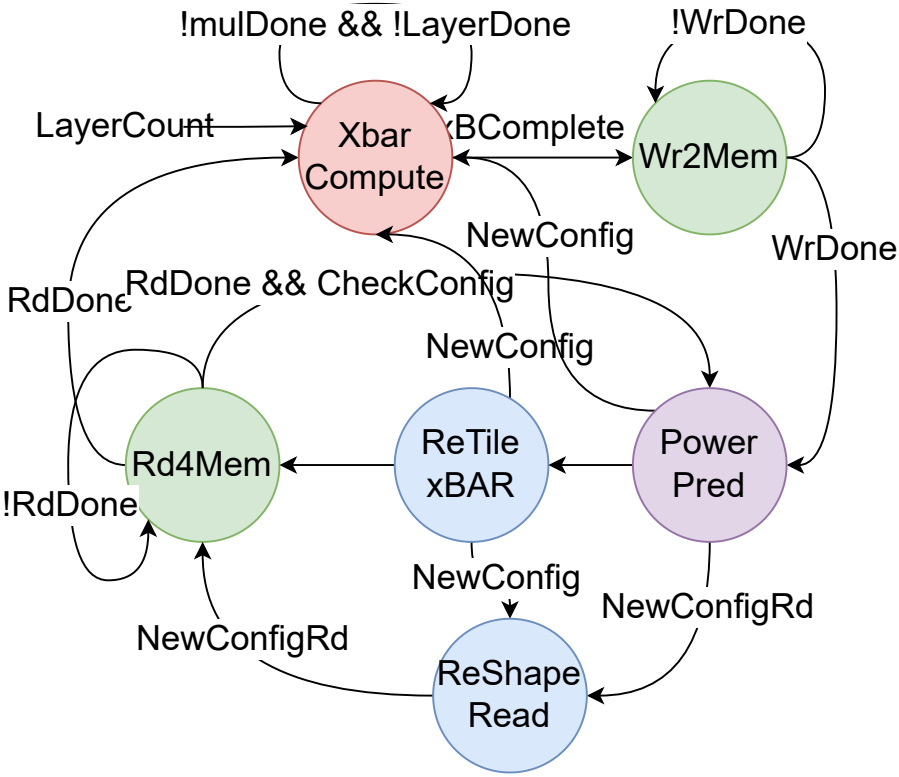 !mulDone && !LayerDone
!WrDone
LayerCount
Xbar
Compute
xBComplete
Wr2Mem
NewConfig
WrDone
RdDone
RdDone && CheckConfig
NewConfig
Rd4Mem
ReTile
xBAR
Power
Pred
!RdDone
NewConfig
NewConfigRd
NewConfigRd
ReShape
Read